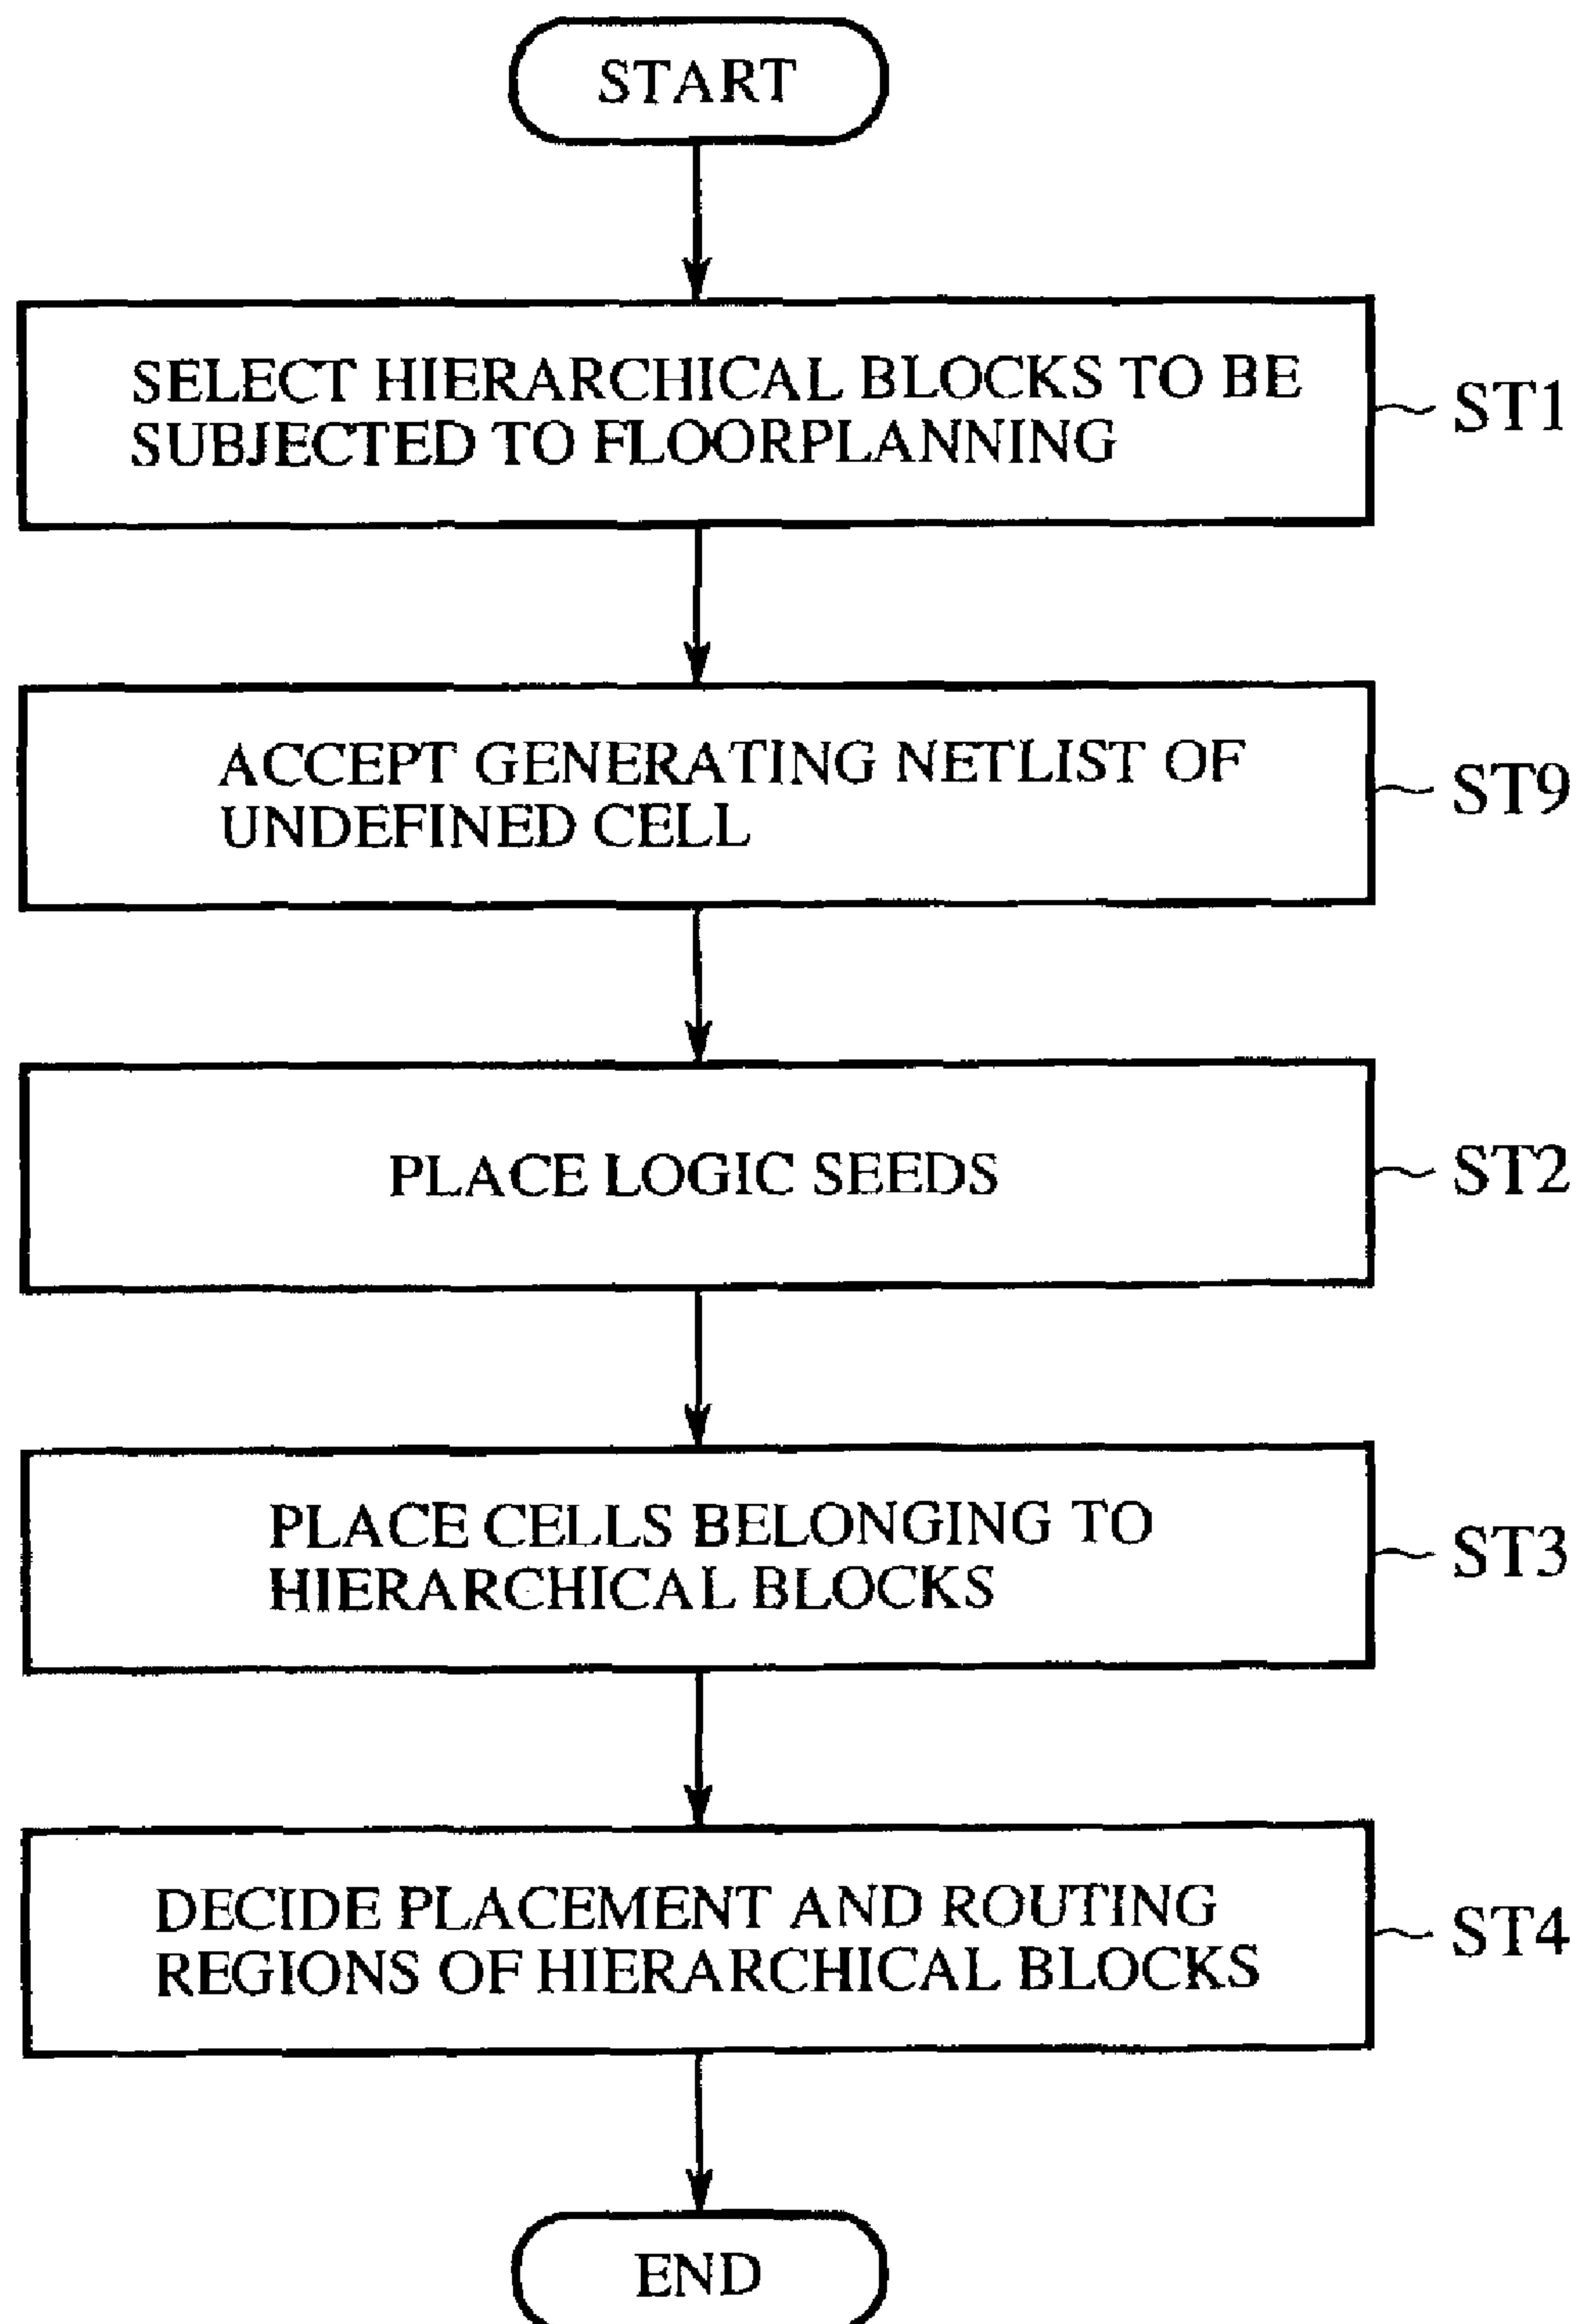 START
SELECT HIERARCHICAL BLOCKS TO BE
SUBJECTED TO FLOORPLANNING
ST1
ACCEPT GENERATING NETLIST OF
UNDEFINED CELL
ST9
PLACE LOGIC SEEDS
ST2
PLACE CELLS BELONGING TO
HIERARCHICAL BLOCKS
ST3
DECIDE PLACEMENT AND ROUTING
REGIONS OF HIERARCHICAL BLOCKS
ST4
END